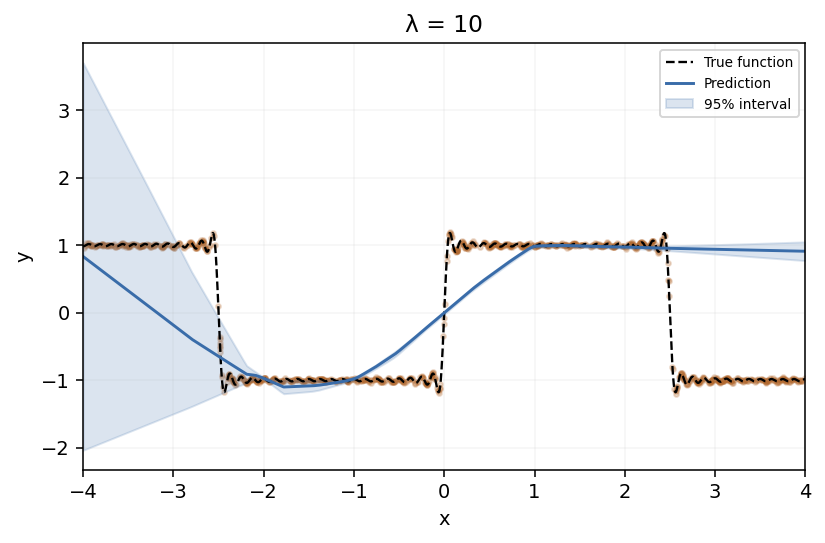 λ = 10
True function
Prediction
95% interval
y
3
2
1
0
−1
−2
−4 −3 −2 −1 0 1 2 3 4
x